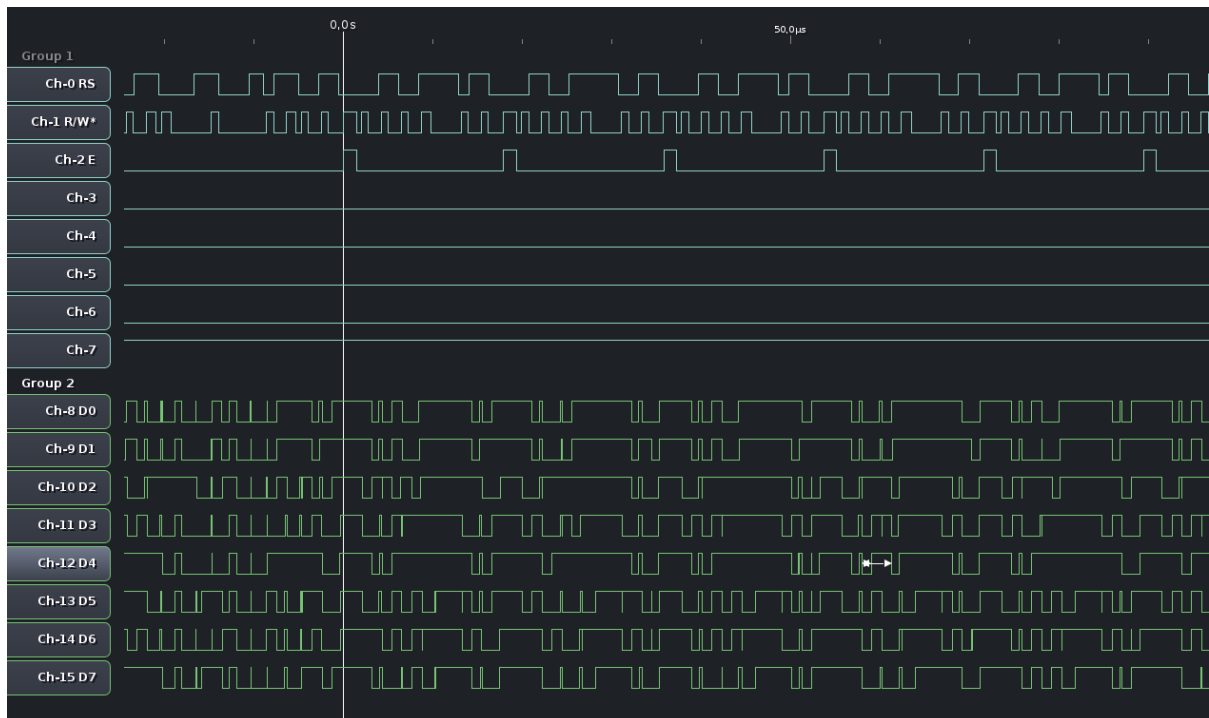 0,0s
50,0µs
Group 1
Ch-0 RS
Ch-1 R/W*
Ch-2 E
Ch-3
Ch-4
Ch-5
Ch-6
Ch-7
Group 2
Ch-8 D0
Ch-9 D1
Ch-10 D2
Ch-11 D3
Ch-12 D4
Ch-13 D5
Ch-14 D6
Ch-15 D7